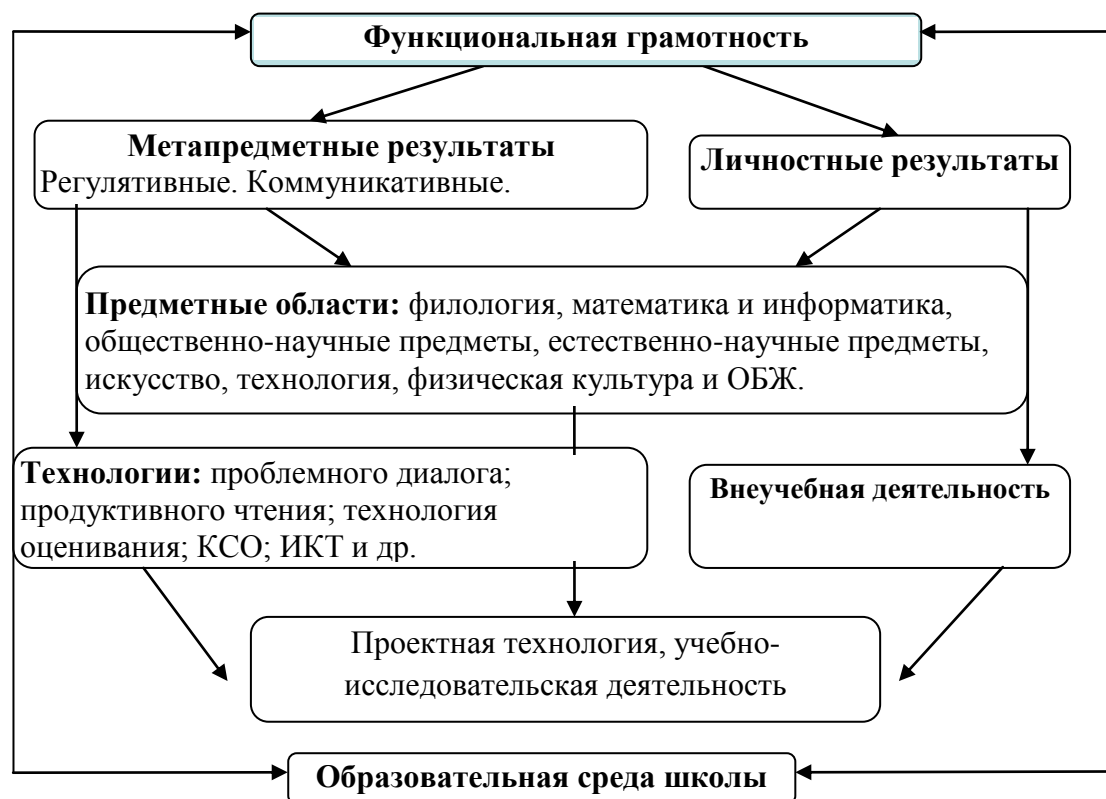 Функциональная грамотность
Метапредметные результаты
Регулятивные. Коммуникативные.
Личностные результаты
Предметные области: филология, математика и информатика,
общественно-научные предметы, естественно-научные предметы,
искусство, технология, физическая культура и ОБЖ.
Технологии: проблемного диалога;
продуктивного чтения; технология
оценивания; КСО; ИКТ и др.
Внеучебная деятельность
Проектная технология, учебно-
исследовательская деятельность
Образовательная среда школы